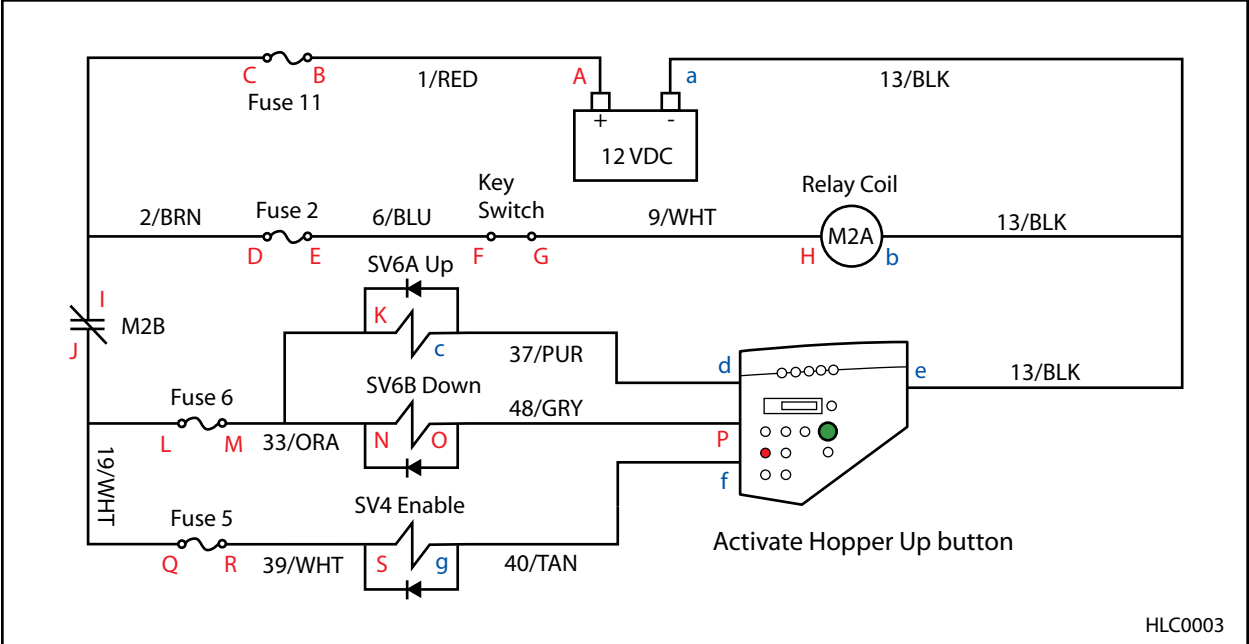 C B A a
1/RED 13/BLK
Fuse 11
+ -
12 VDC
Key
Switch
Relay Coil
2/BRN Fuse 2 6/BLU 9/WHT 13/BLK
M2A
D E F G H b
SV6A Up
I
K
M2B
J
c
37/PUR
d e 13/BLK
SV6B Down
Fuse 6 48/GRY
L M 33/ORA N O P
f
19/WHT
SV4 Enable
Fuse 5
Q R 39/WHT S g 40/TAN
Activate Hopper Up button
HLC0003